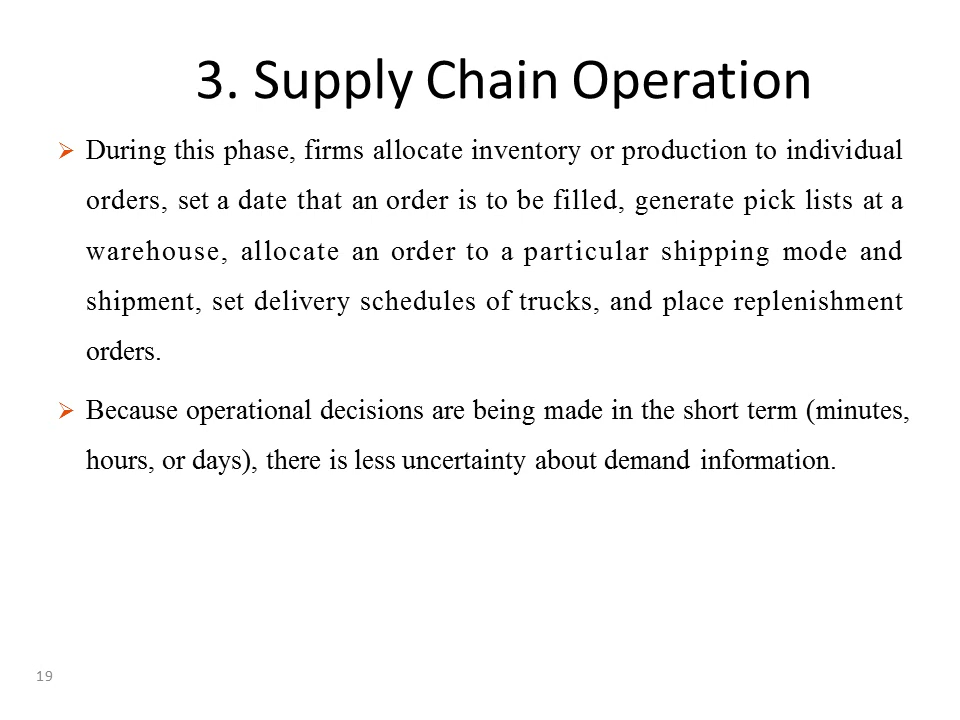 3. Supply Chain Operation
➢ During this phase, firms allocate inventory or production to individual
orders, set a date that an order is to be filled, generate pick lists at a
warehouse, allocate an order to a particular shipping mode and
shipment, set delivery schedules of trucks, and place replenishment
orders.
➢ Because operational decisions are being made in the short term (minutes,
hours, or days), there is less uncertainty about demand information.
19